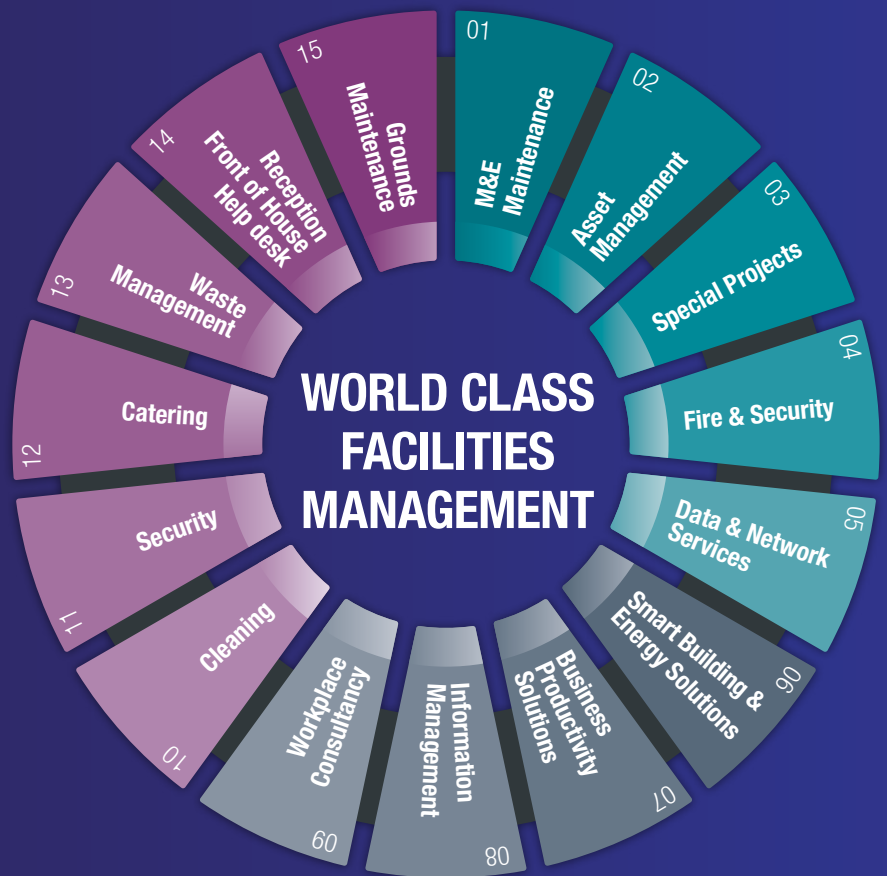 WORLD CLASS
FACILITIES
MANAGEMENT
01
M&E
Maintenance
02
Asset
Management
03
Special Projects
04
Fire & Security
05
Data & Network
Services
06
Smart Building &
Energy Solutions
07
Business
Productivity
Solutions
08
Information
Management
09
Workplace
Consultancy
10
Cleaning
11
Security
12
Catering
13
Waste
Management
14
Reception
Front of House
Help desk
15
Grounds
Maintenance